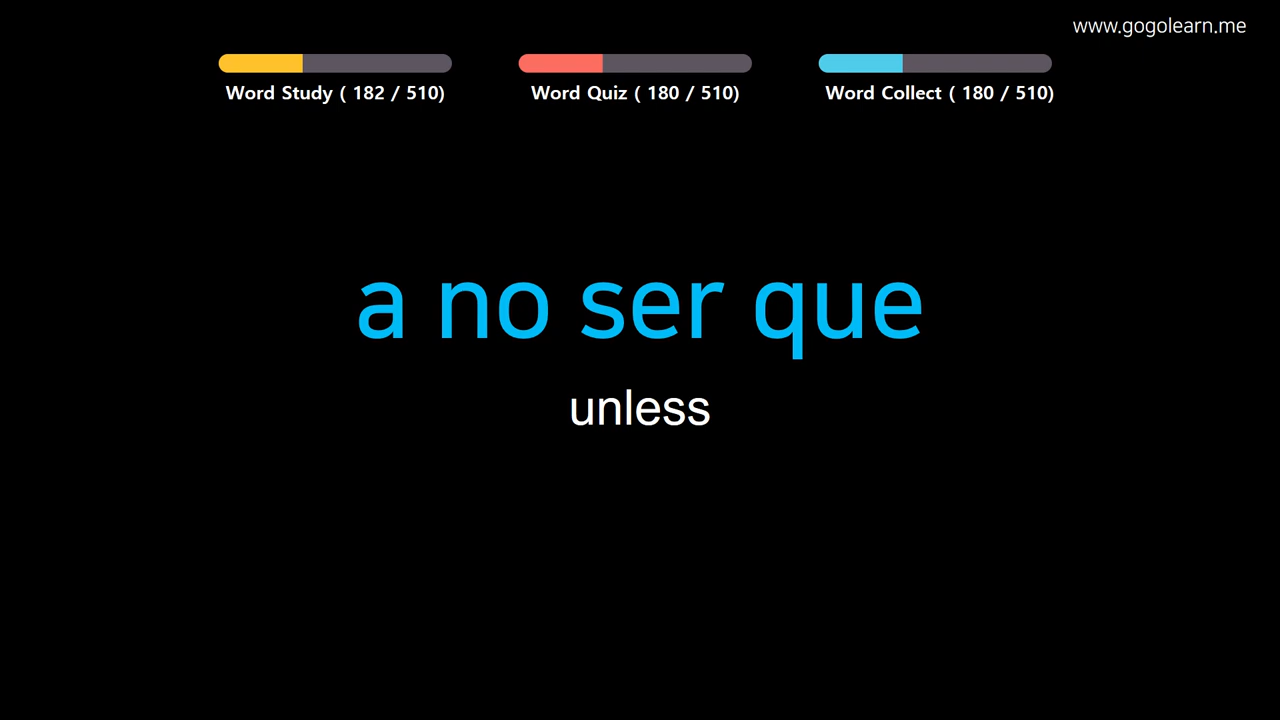 www.gogolearn.me
Word Study ( 182 / 510)
Word Quiz ( 180 / 510)
Word Collect ( 180 / 510)
a no ser que
unless